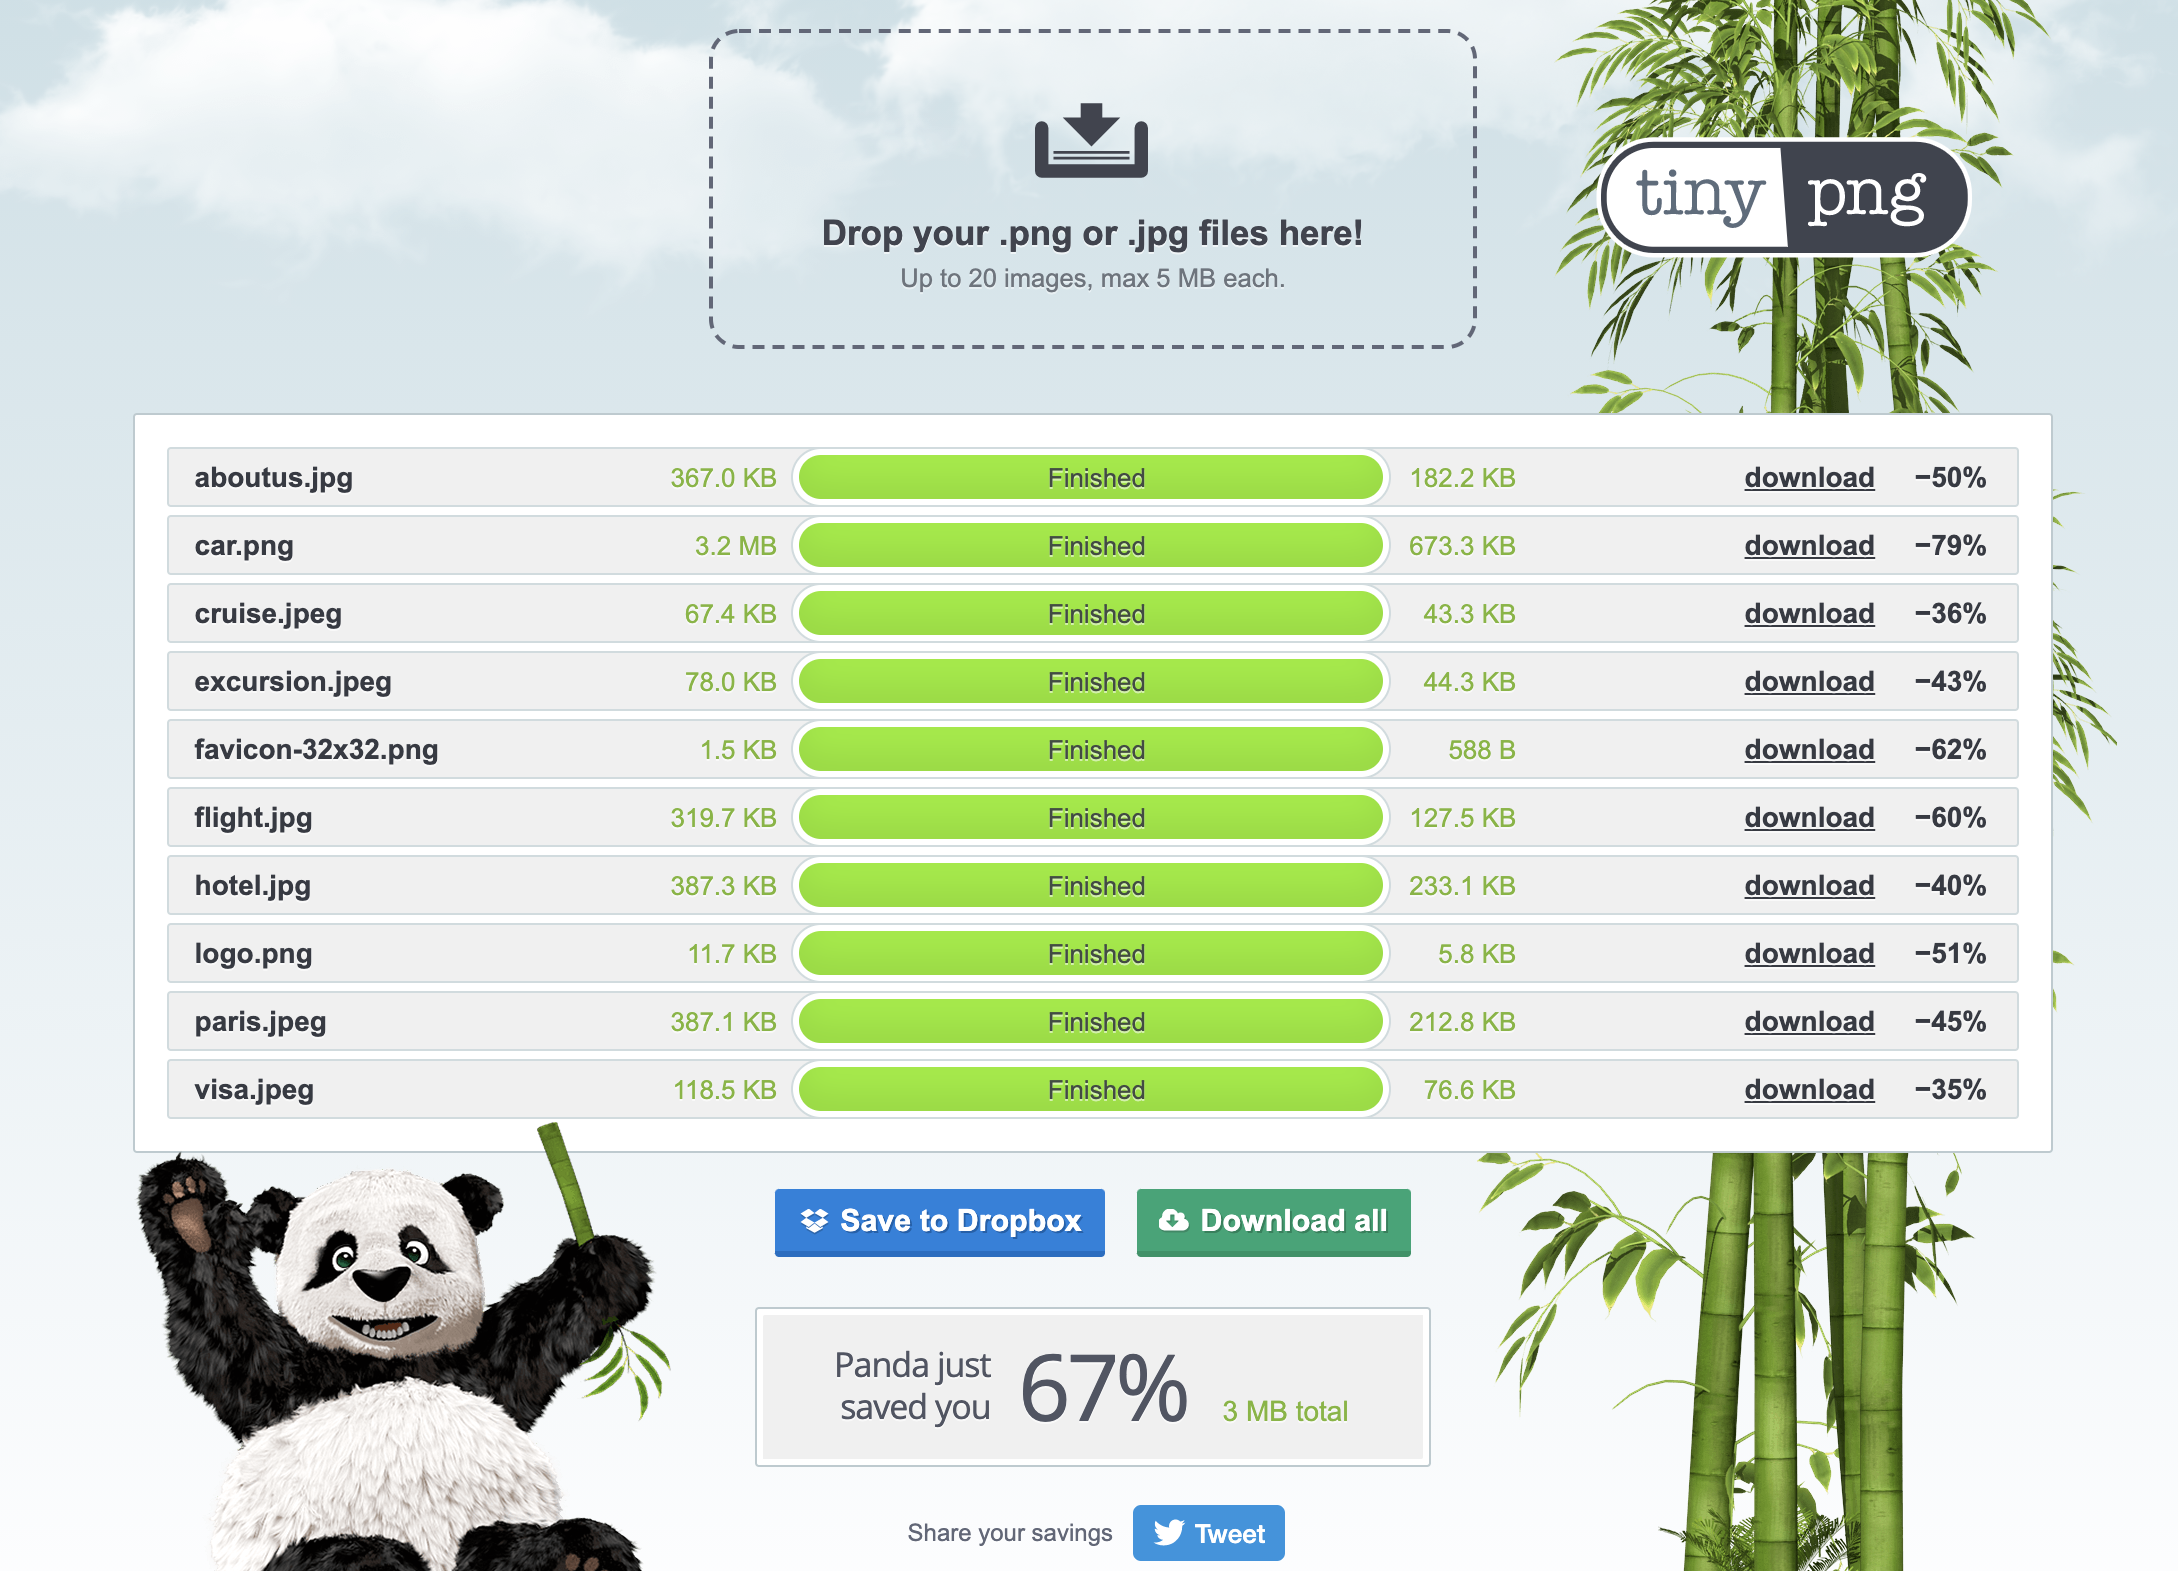 Drop your .png or .jpg files here!
Up to 20 images, max 5 MB each.
tiny png
aboutus.jpg 367.0 KB Finished 182.2 KB download −50%
car.png 3.2 MB Finished 673.3 KB download −79%
cruise.jpeg 67.4 KB Finished 43.3 KB download −36%
excursion.jpeg 78.0 KB Finished 44.3 KB download −43%
favicon-32x32.png 1.5 KB Finished 588 B download −62%
flight.jpg 319.7 KB Finished 127.5 KB download −60%
hotel.jpg 387.3 KB Finished 233.1 KB download −40%
logo.png 11.7 KB Finished 5.8 KB download −51%
paris.jpeg 387.1 KB Finished 212.8 KB download −45%
visa.jpeg 118.5 KB Finished 76.6 KB download −35%
Save to Dropbox Download all
Panda just
saved you 67% 3 MB total
Share your savings Tweet